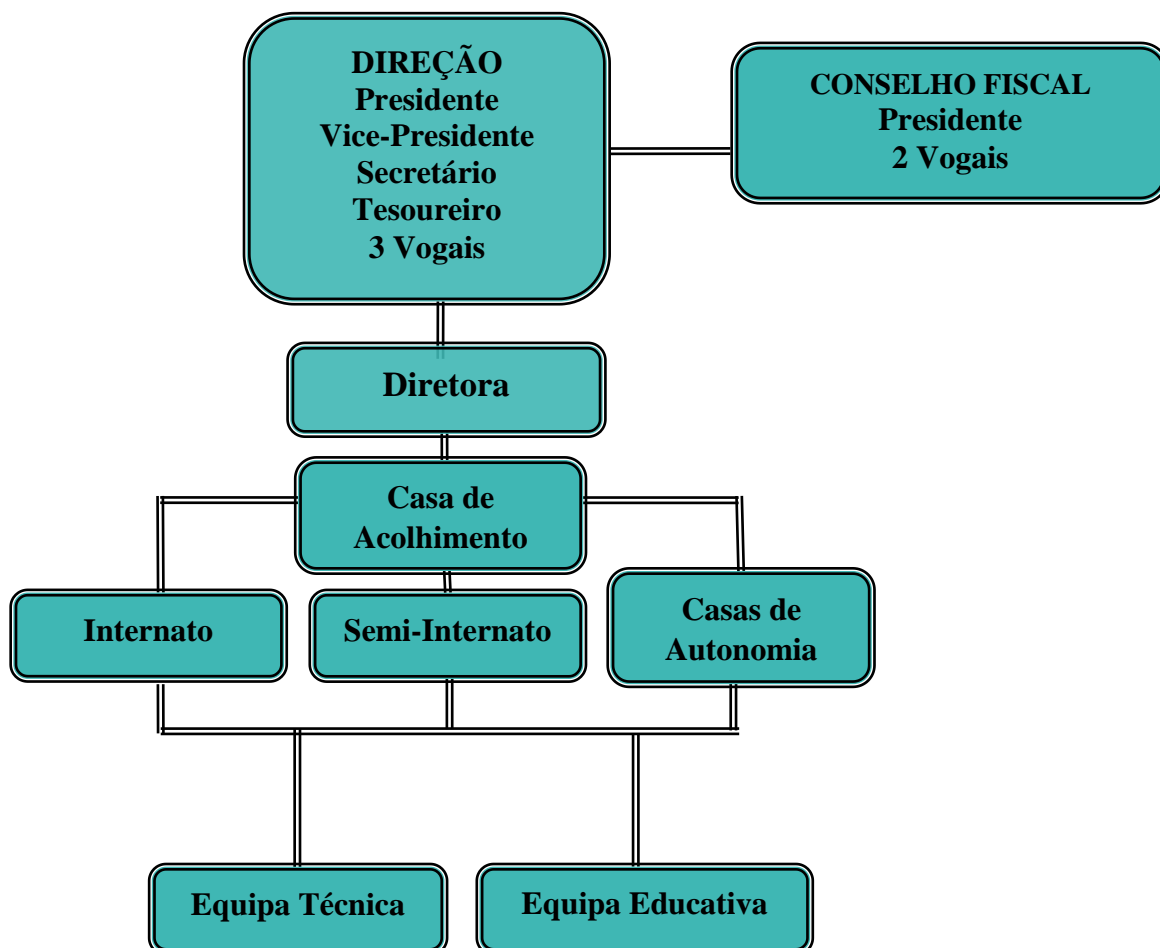 DIREÇÃO
Presidente
Vice-Presidente
Secretário
Tesoureiro
3 Vogais
CONSELHO FISCAL
Presidente
2 Vogais
Diretora
Casa de
Acolhimento
Internato
Semi-Internato
Casas de
Autonomia
Equipa Técnica
Equipa Educativa